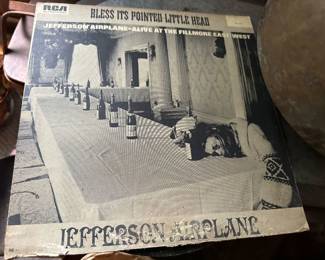 RCA
BLESS ITS POINTED LITTLE HEAD
JEFFERSON AIRPLANE-ALIVE AT THE FILLMORE EAST/WEST
JEFFERSON AIRPLANE